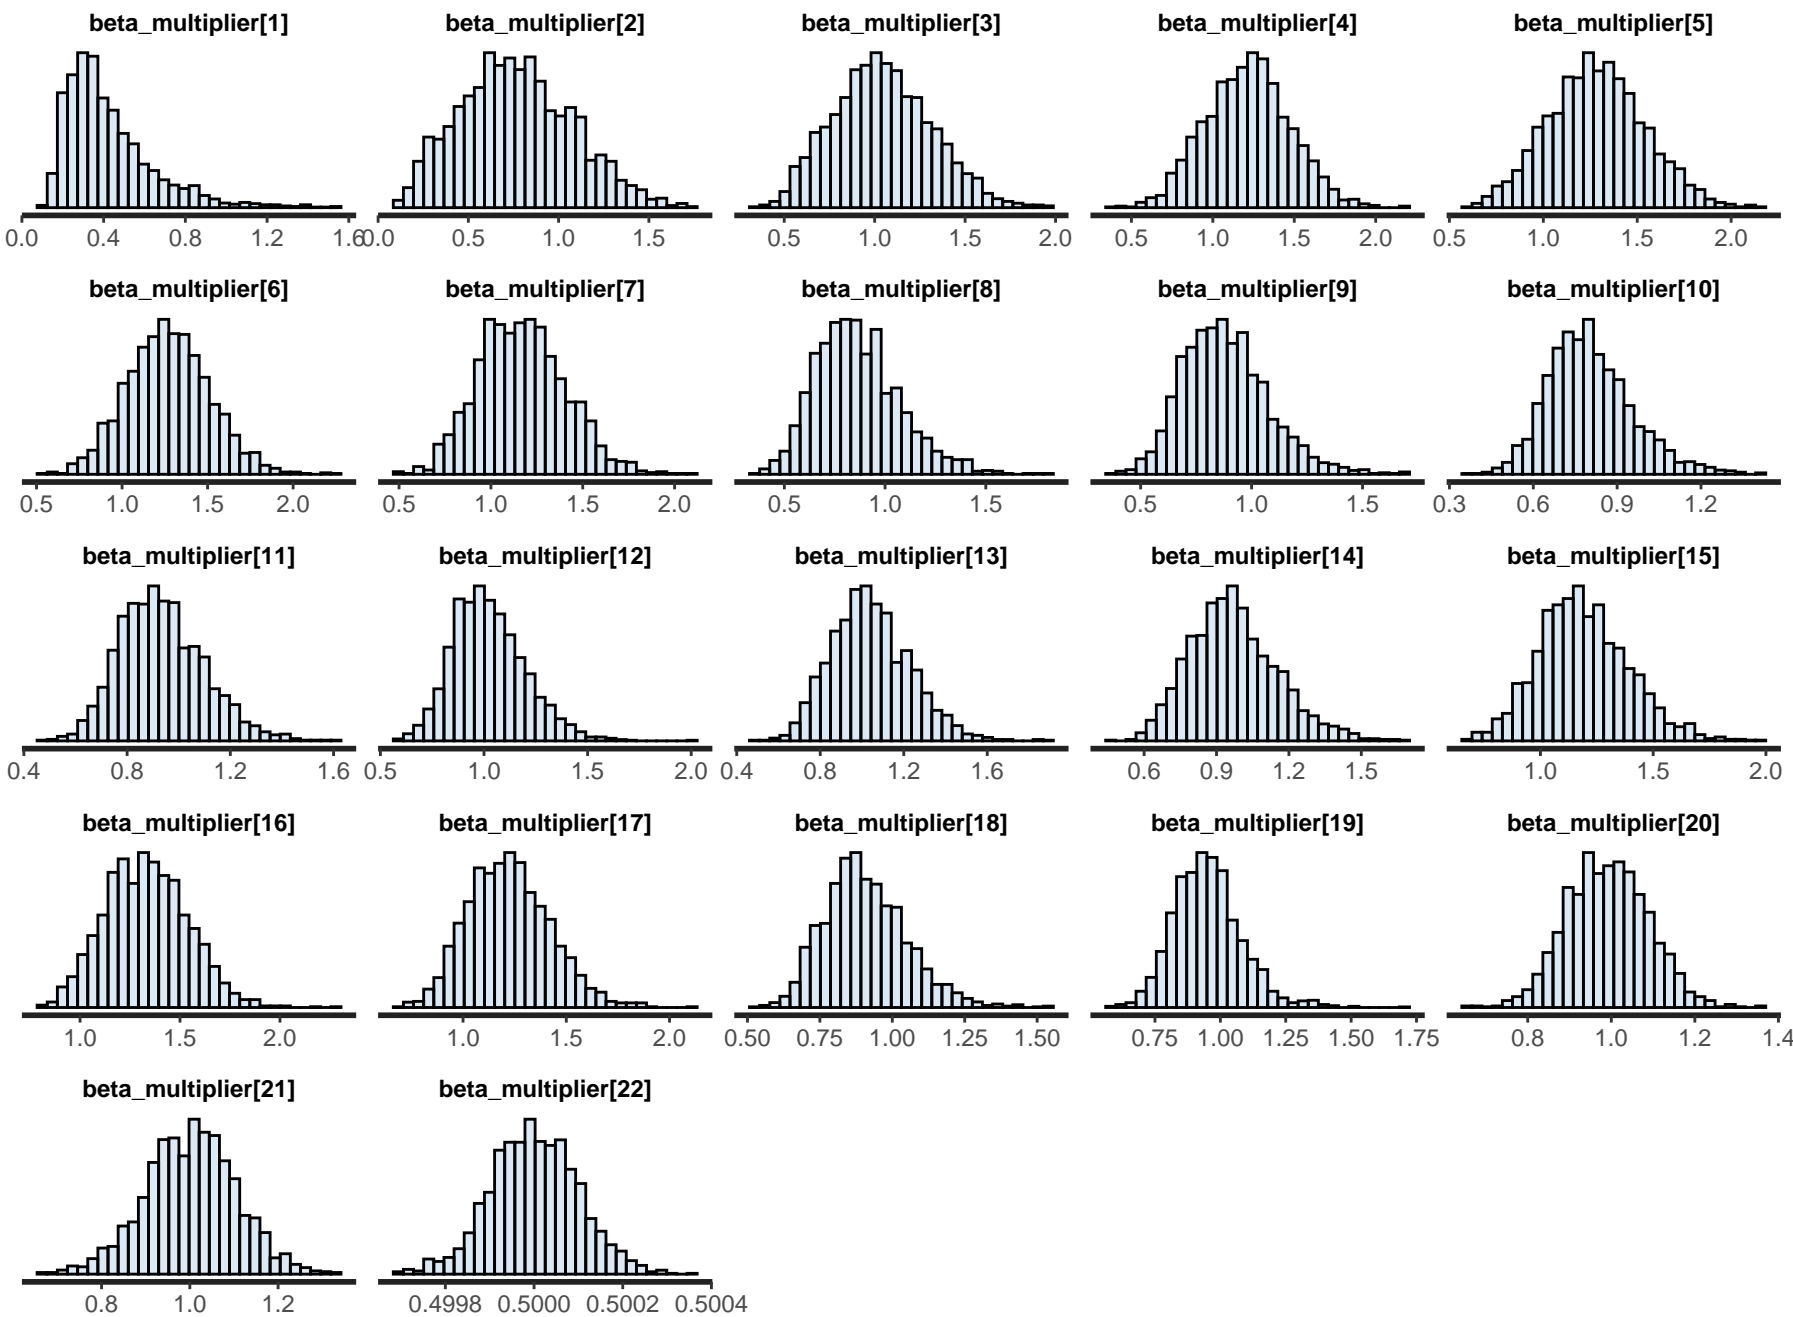 beta_multiplier[1] beta_multiplier[2] beta_multiplier[3] beta_multiplier[4] beta_multiplier[5]
0.0 0.4 0.8 1.2 1.6 0.0 0.5 1.0 1.5 0.5 1.0 1.5 2.0 0.5 1.0 1.5 2.0 0.5 1.0 1.5 2.0
beta_multiplier[6] beta_multiplier[7] beta_multiplier[8] beta_multiplier[9] beta_multiplier[10]
0.5 1.0 1.5 2.0 0.5 1.0 1.5 2.0 0.5 1.0 1.5 0.5 1.0 1.5 0.3 0.6 0.9 1.2
beta_multiplier[11] beta_multiplier[12] beta_multiplier[13] beta_multiplier[14] beta_multiplier[15]
0.4 0.8 1.2 1.6 0.5 1.0 1.5 2.0 0.4 0.8 1.2 1.6 0.6 0.9 1.2 1.5 1.0 1.5 2.0
beta_multiplier[16] beta_multiplier[17] beta_multiplier[18] beta_multiplier[19] beta_multiplier[20]
1.0 1.5 2.0 1.0 1.5 2.0 0.50 0.75 1.00 1.25 1.50 0.75 1.00 1.25 1.50 1.75 0.8 1.0 1.2 1.4
beta_multiplier[21] beta_multiplier[22]
0.8 1.0 1.2 0.4998 0.5000 0.5002 0.5004